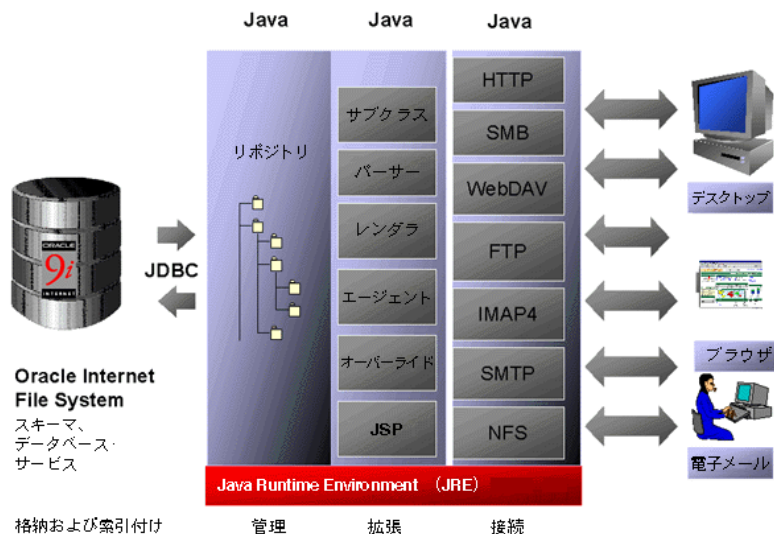 Java
Java
Java
リポジトリ
サブクラス
パーサー
レンダラ
エージェント
オーバーライド
JSP
HTTP
SMB
WebDAV
FTP
IMAP4
SMTP
NFS
ORACLE
9i
INTERNET
JDBC
Oracle Internet
File System
スキーマ、
データベース・
サービス
デスクトップ
ブラウザ
電子メール
Java Runtime Environment （JRE）
格納および索引付け
管理
拡張
接続